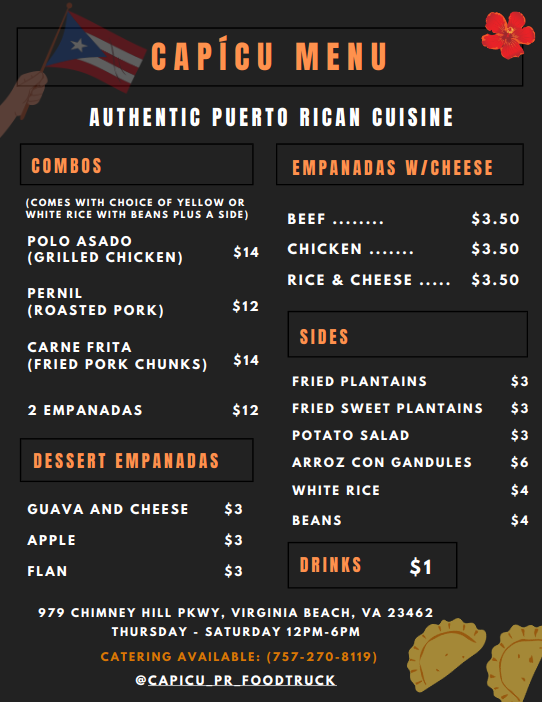 CAPÍCU MENU
AUTHENTIC PUERTO RICAN CUISINE
COMBOS
(COMES WITH CHOICE OF YELLOW OR
WHITE RICE WITH BEANS PLUS A SIDE)
POLO ASADO
(GRILLED CHICKEN) $14
PERNIL
(ROASTED PORK) $12
CARNE FRITA
(FRIED PORK CHUNKS) $14
2 EMPANADAS $12
DESSERT EMPANADAS
GUAVA AND CHEESE $3
APPLE $3
FLAN $3
EMPANADAS W/CHEESE
BEEF ........ $3.50
CHICKEN ....... $3.50
RICE & CHEESE ..... $3.50
SIDES
FRIED PLANTAINS $3
FRIED SWEET PLANTAINS $3
POTATO SALAD $3
ARROZ CON GANDULES $6
WHITE RICE $4
BEANS $4
DRINKS $1
979 CHIMNEY HILL PKWY, VIRGINIA BEACH, VA 23462
THURSDAY - SATURDAY 12PM-6PM
CATERING AVAILABLE: (757-270-8119)
@CAPICU_PR_FOODTRUCK